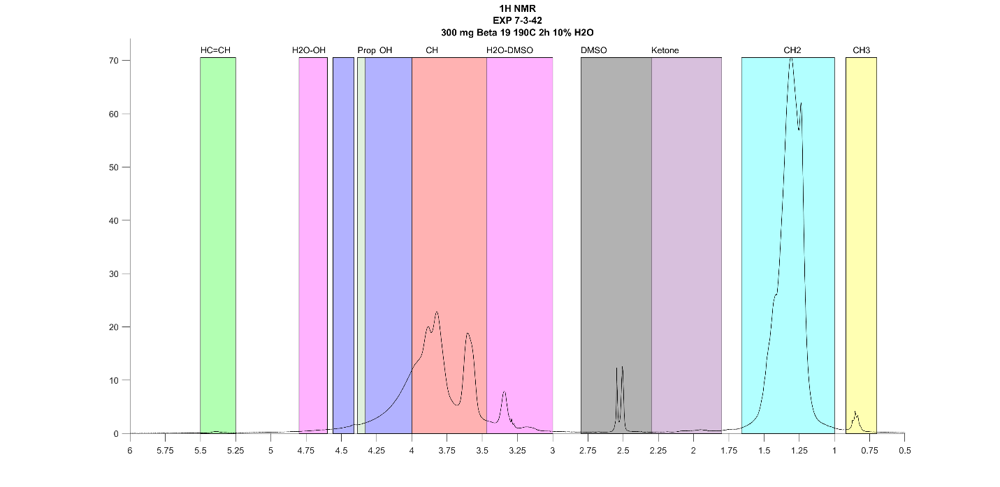 1H NMR
EXP 7-3-42
300 mg Beta 19 190C 2h 10% H2O
HC=CH H2O-OH Prop OH CH H2O-DMSO DMSO Ketone CH2 CH3
70
60
50
40
30
20
10
0
6 5.75 5.5 5.25 5 4.75 4.5 4.25 4 3.75 3.5 3.25 3 2.75 2.5 2.25 2 1.75 1.5 1.25 1 0.75 0.5